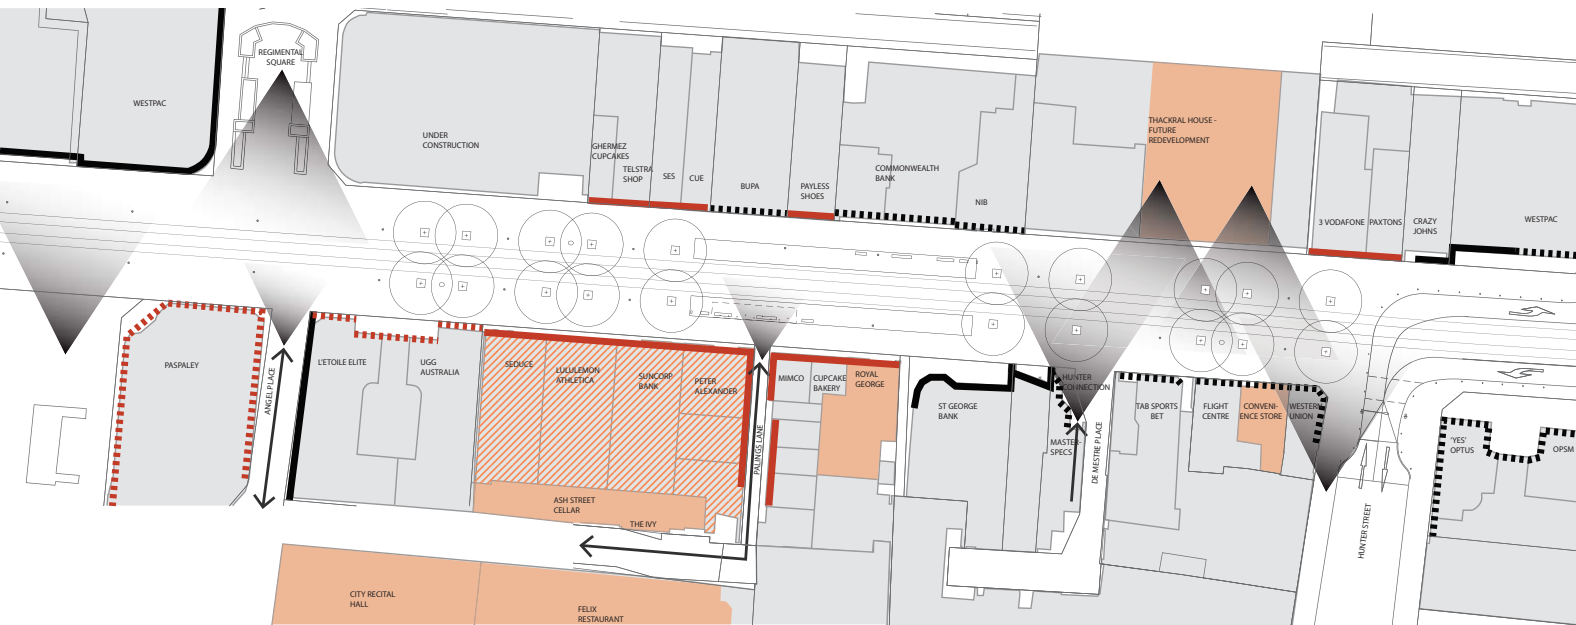 REGIMENTAL
SQUARE
WESTPAC
UNDER
CONSTRUCTION
GHERMEZ
CUPCAKES
TELSTRA
SHOP
SES
CUE
BUPA
PAYLESS
SHOES
COMMONWEALTH
BANK
NIB
THACKRAL HOUSE -
FUTURE
REDEVELOPMENT
3 VODAFONE
PAXTONS
CRAZY
JOHNS
WESTPAC
PASPALEY
ANGEL PLACE
L'ETOILE ELITE
UGG
AUSTRALIA
SEDUCE
LULULEMON
ATHLETICA
SUNCORP
BANK
PETER
ALEXANDER
PALINGS LANE
MIMCO
CUPCAKE
BAKERY
ROYAL
GEORGE
ST GEORGE
BANK
HUNTER
CONNECTION
MASTER-
SPECS
DE MESTRE PLACE
TAB SPORTS
BET
FLIGHT
CENTRE
CONVENI-
ENCE STORE
WESTERN
UNION
HUNTER STREET
'YES'
OPTUS
OPSM
ASH STREET
CELLAR
THE IVY
CITY RECITAL
HALL
FELIX
RESTAURANT